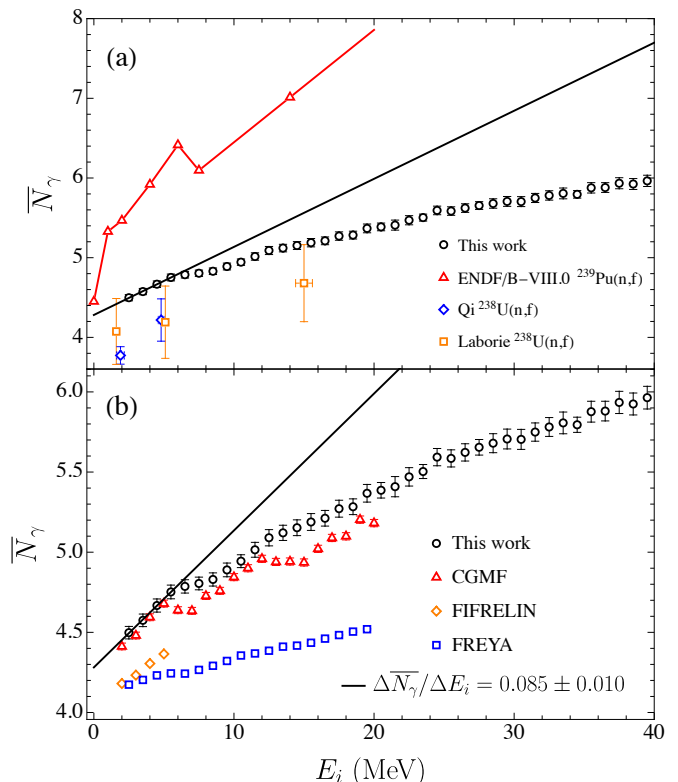 8
7
6
5
4
(a)
N̅γ
This work
ENDF/B−VIII.0 ²³⁹Pu(n,f)
Qi ²³⁸U(n,f)
Laborie ²³⁸U(n,f)
6.0
5.5
5.0
4.5
4.0
(b)
N̅γ
This work
CGMF
FIFRELIN
FREYA
ΔN̅γ/ΔEi = 0.085 ± 0.010
0 10 20 30 40
Ei (MeV)